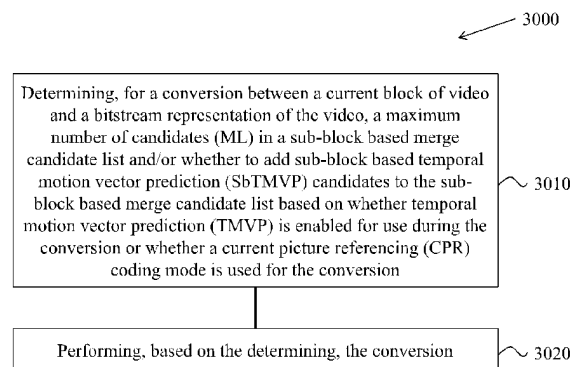 3000
Determining, for a conversion between a current block of video
and a bitstream representation of the video, a maximum
number of candidates (ML) in a sub-block based merge
candidate list and/or whether to add sub-block based temporal
motion vector prediction (SbTMVP) candidates to the sub-
block based merge candidate list based on whether temporal
motion vector prediction (TMVP) is enabled for use during the
conversion or whether a current picture referencing (CPR)
coding mode is used for the conversion
3010
Performing, based on the determining, the conversion
3020